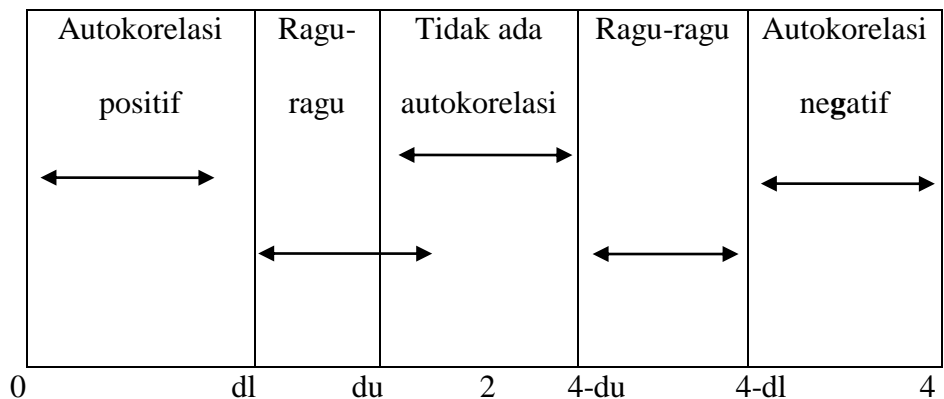 Autokorelasi
positif
Ragu-
ragu
Tidak ada
autokorelasi
Ragu-ragu
Autokorelasi
negatif
0 dl du 2 4-du 4-dl 4